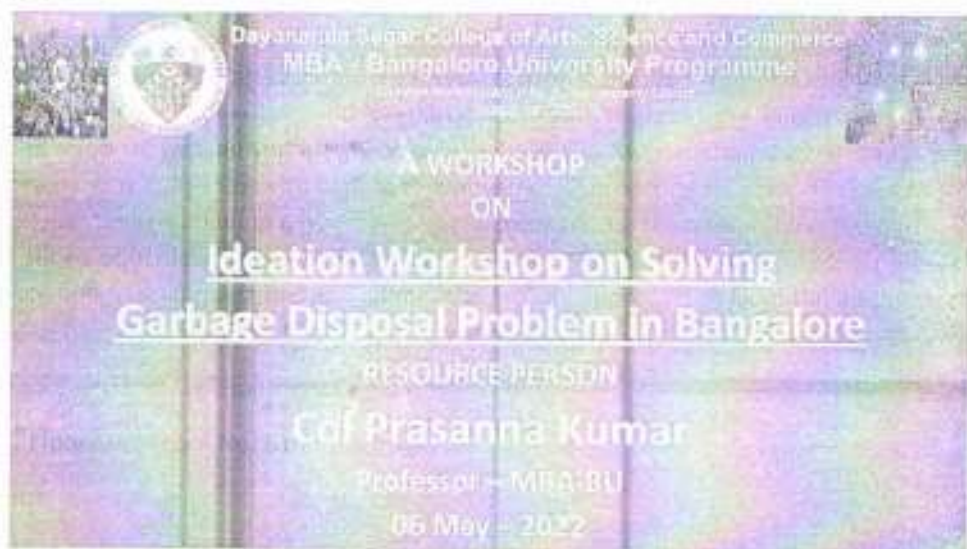 Dayananda Sagar College of Arts, Science and Commerce
MBA - Bangalore University Programme
A WORKSHOP
ON
Ideation Workshop on Solving
Garbage Disposal Problem in Bangalore
RESOURCE PERSON
Prasanna Kumar
Professor – MBA-BU
06 May – 2022